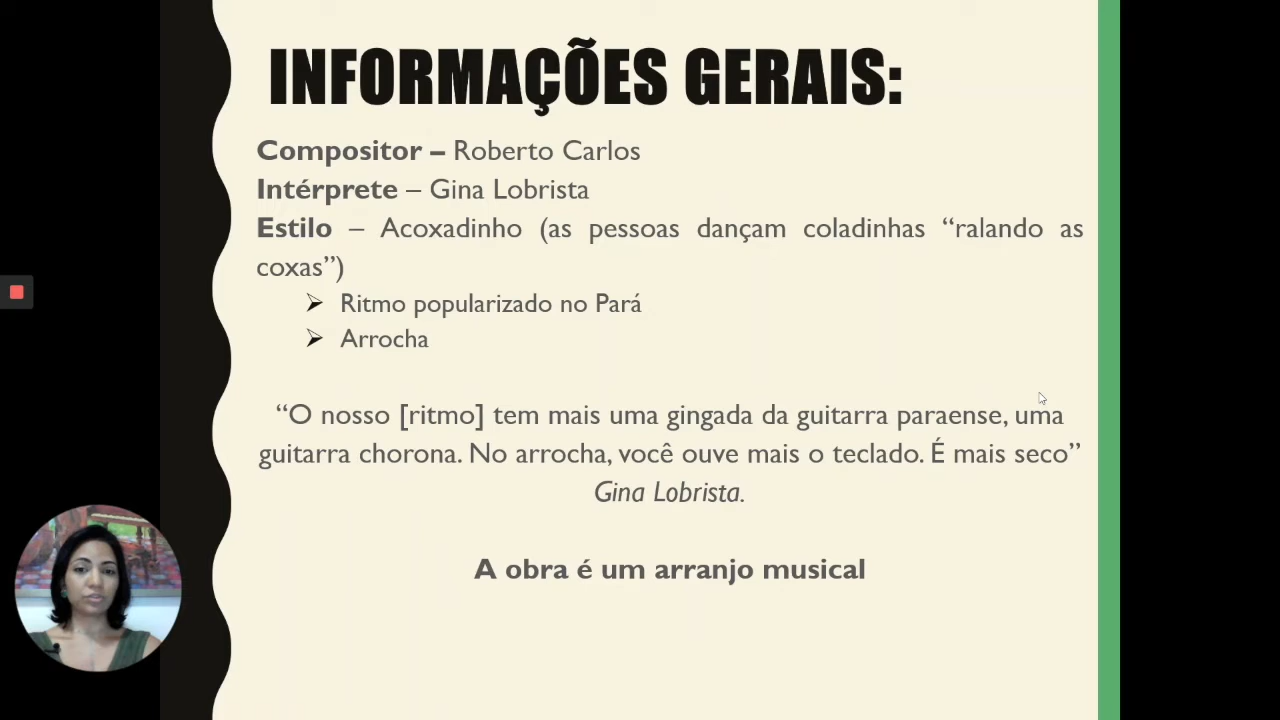 INFORMAÇÕES GERAIS:
Compositor – Roberto Carlos
Intérprete – Gina Lobrista
Estilo – Acoxadinho (as pessoas dançam coladinhas “ralando as
coxas”)
Ritmo popularizado no Pará
Arrocha
“O nosso [ritmo] tem mais uma gingada da guitarra paraense, uma
guitarra chorona. No arrocha, você ouve mais o teclado. É mais seco”
Gina Lobrista.
A obra é um arranjo musical